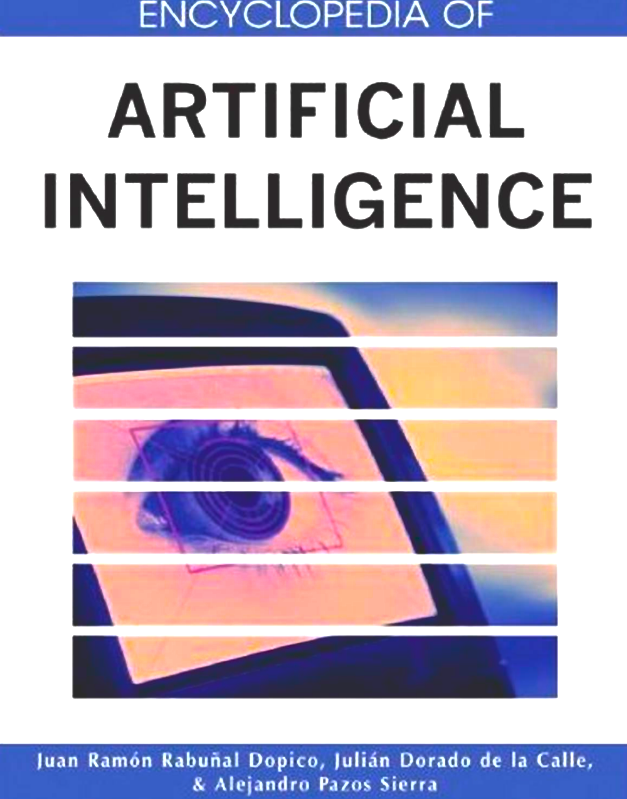 ENCYCLOPEDIA OF
ARTIFICIAL
INTELLIGENCE
Juan Ramón Rabuñal Dopico, Julián Dorado de la Calle,
& Alejandro Pazos Sierra